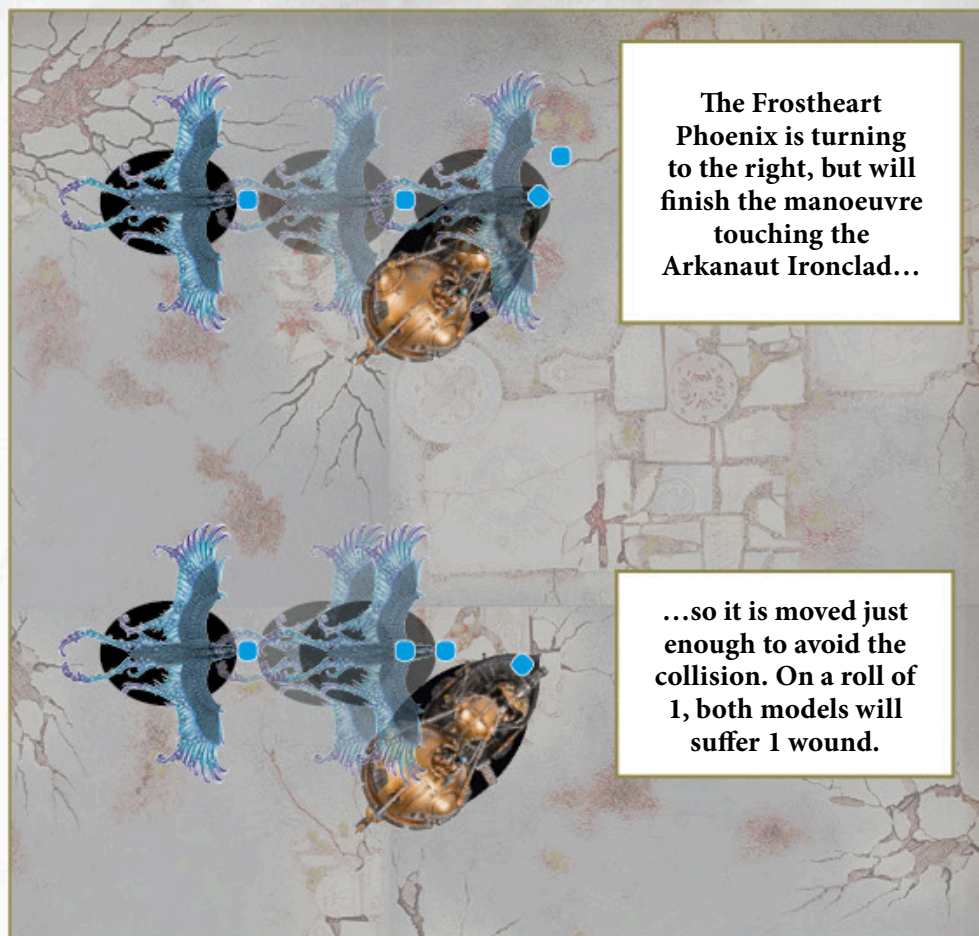 The Frostheart
Phoenix is turning
to the right, but will
finish the manoeuvre
touching the
Arkanaut Ironclad…
…so it is moved just
enough to avoid the
collision. On a roll of
1, both models will
suffer 1 wound.